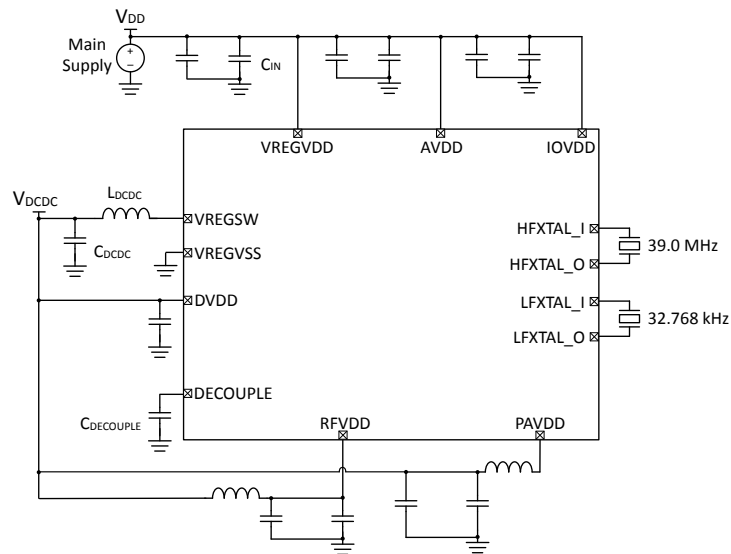 VDD
Main
Supply
+
−
CIN
VREGVDD
AVDD
IOVDD
VDCDC
LDCDC
VREGSW
CDCDC
VREGVSS
DVDD
DECOUPLE
CDECOUPLE
RFVDD
PAVDD
HFXTAL_I
HFXTAL_O
39.0 MHz
LFXTAL_I
LFXTAL_O
32.768 kHz